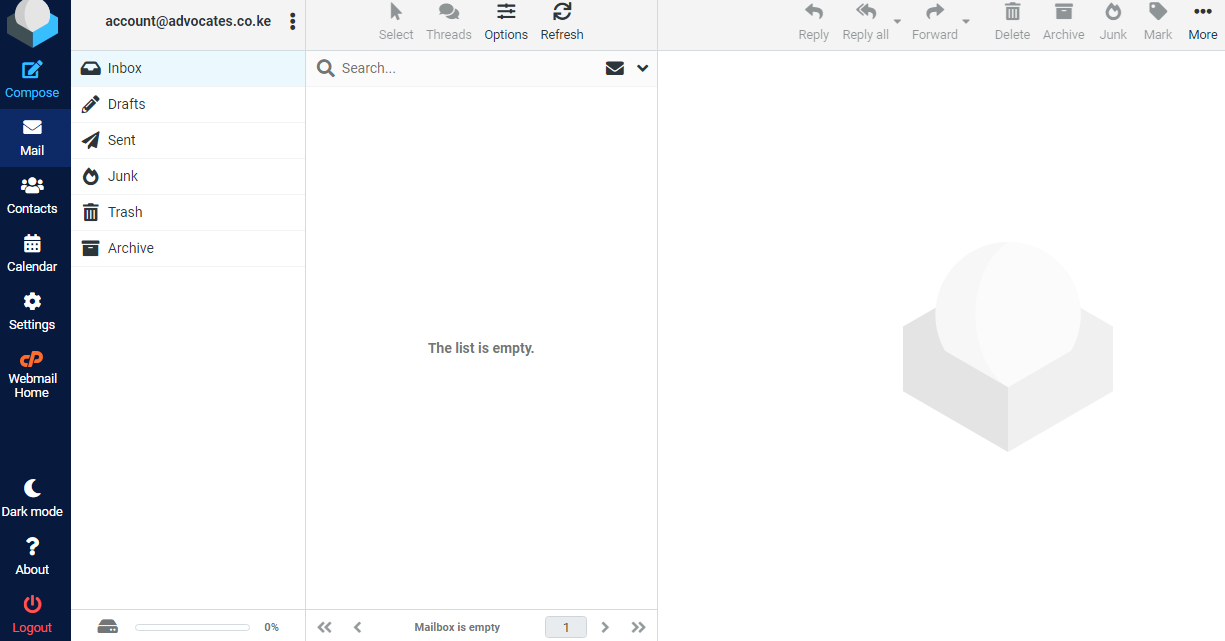 account@advocates.co.ke
Select
Threads
Options
Refresh
Reply
Reply all
Forward
Delete
Archive
Junk
Mark
More
Compose
Mail
Contacts
Calendar
Settings
cP
Webmail
Home
Dark mode
?
About
Logout
Inbox
Drafts
Sent
Junk
Trash
Archive
0%
Search...
The list is empty.
Mailbox is empty
1